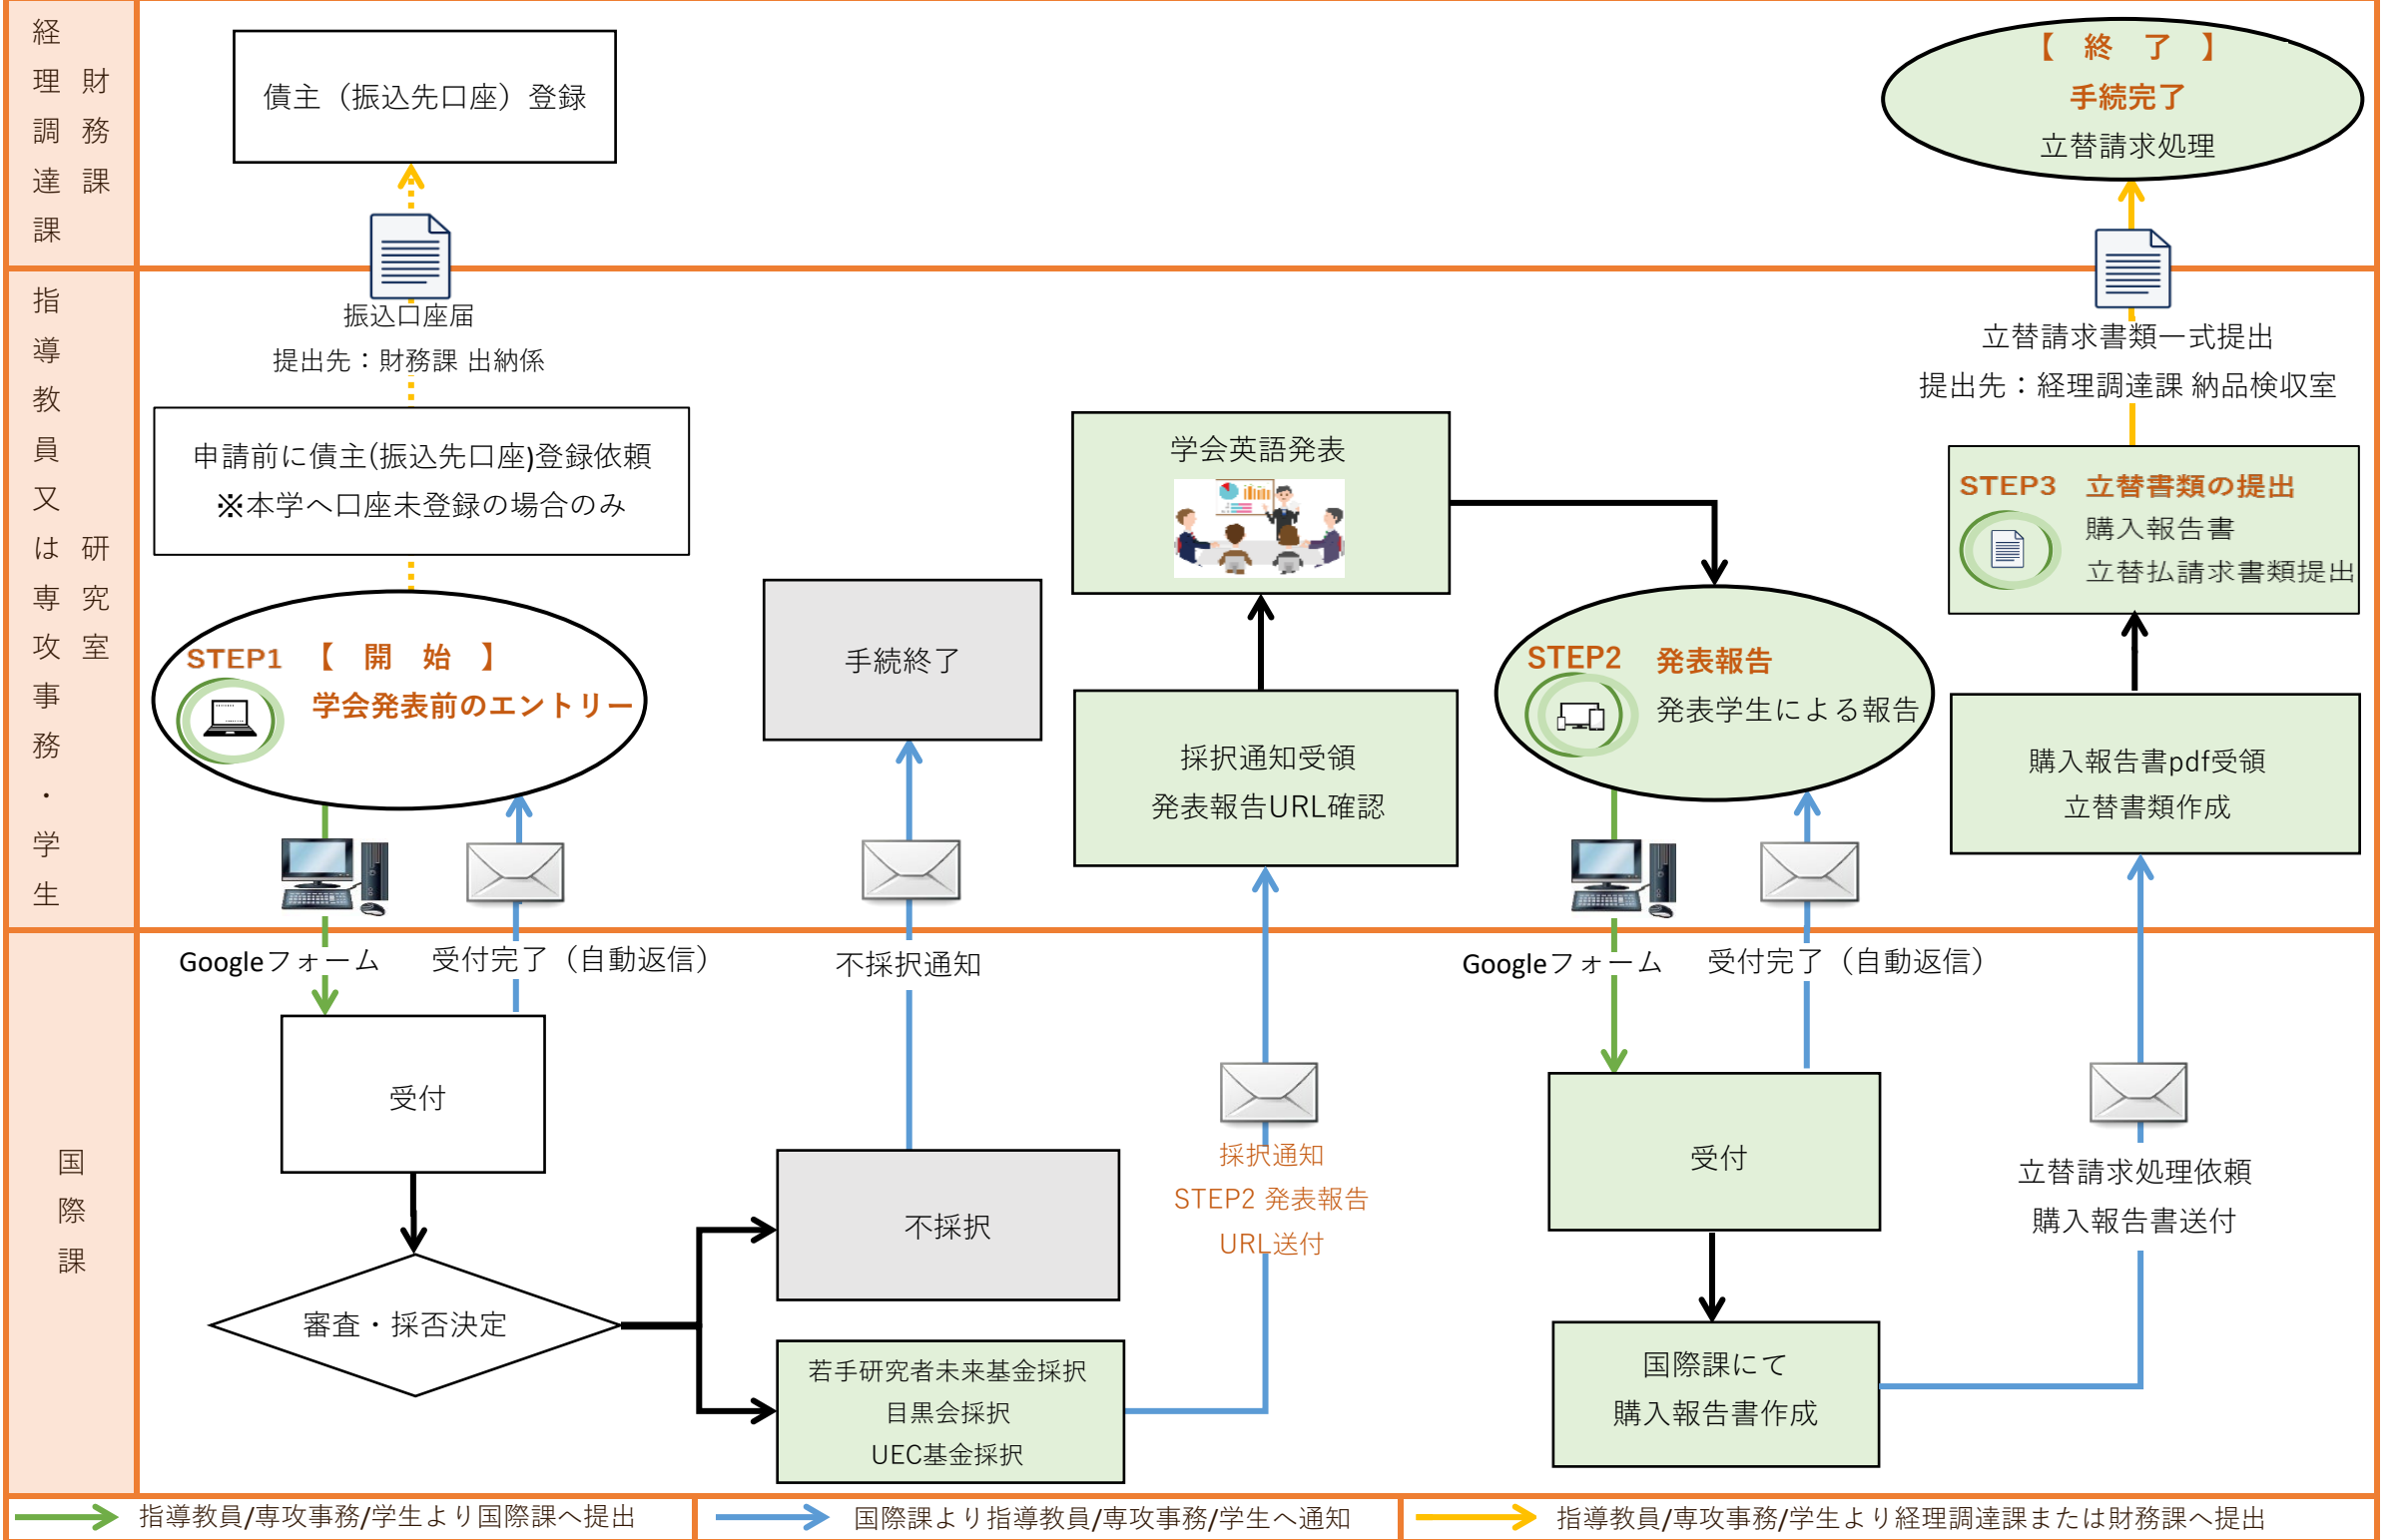 経理調達課
財務課
債主（振込先口座）登録
【　終　了　】
手続完了
立替請求処理
指導教員又は専攻事務・学生
研究室
振込口座届
提出先：財務課 出納係
申請前に債主(振込先口座)登録依頼
※本学へ口座未登録の場合のみ
STEP1 【　開　始　】
学会発表前のエントリー
手続終了
学会英語発表
採択通知受領
発表報告URL確認
STEP2 発表報告
発表学生による報告
立替請求書類一式提出
提出先：経理調達課 納品検収室
STEP3 立替書類の提出
購入報告書
立替払請求書類提出
購入報告書pdf受領
立替書類作成
国際課
Googleフォーム
受付完了（自動返信）
不採択通知
Googleフォーム
受付完了（自動返信）
受付
審査・採否決定
不採択
若手研究者未来基金採択
目黒会採択
UEC基金採択
採択通知
STEP2 発表報告
URL送付
受付
国際課にて
購入報告書作成
立替請求処理依頼
購入報告書送付
指導教員/専攻事務/学生より国際課へ提出
国際課より指導教員/専攻事務/学生へ通知
指導教員/専攻事務/学生より経理調達課または財務課へ提出